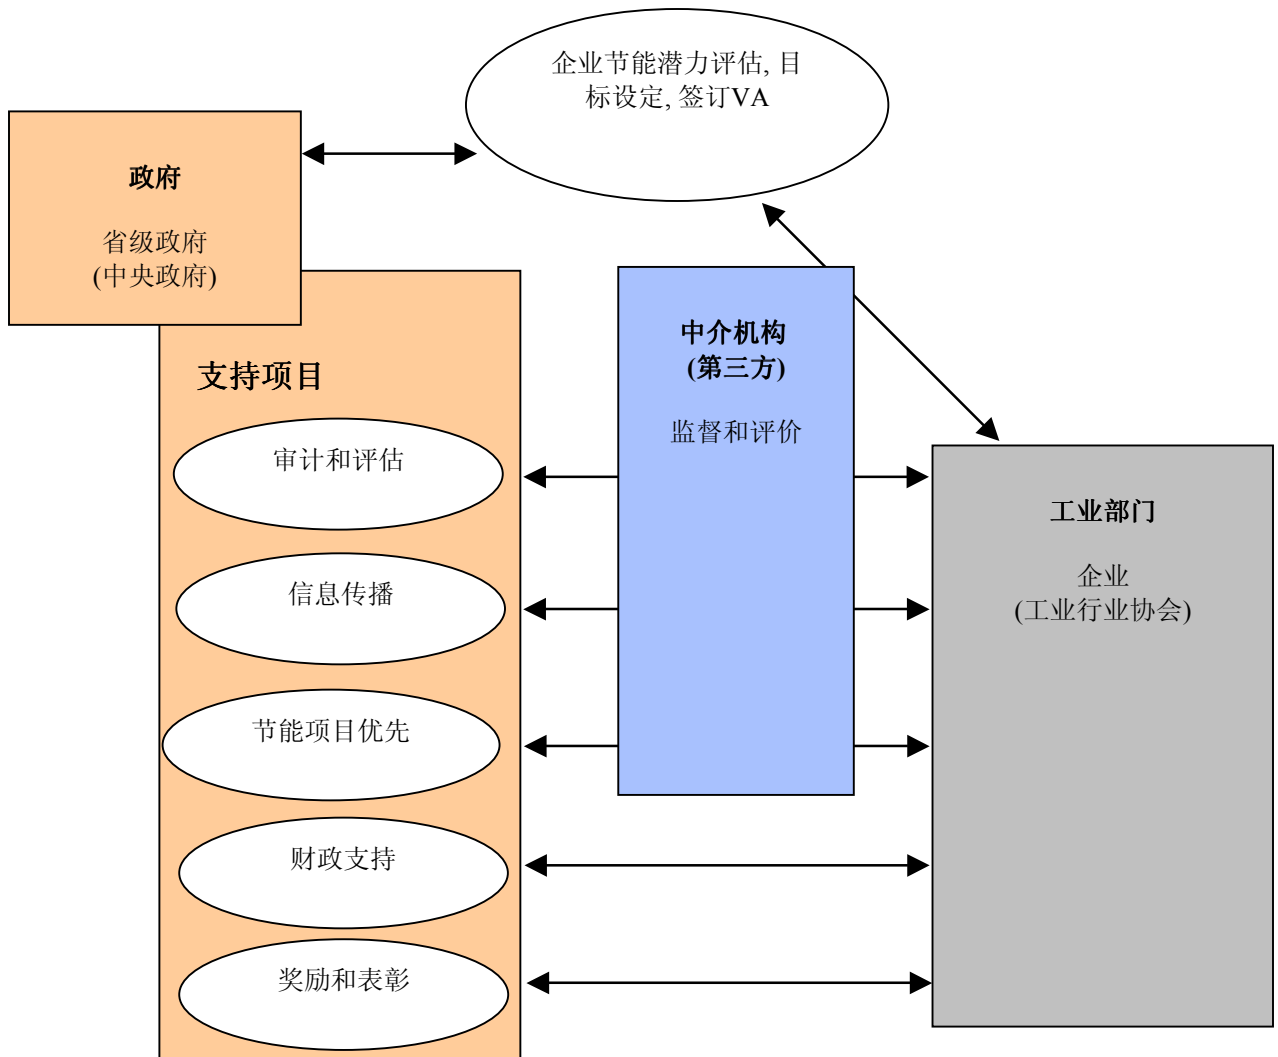 企业节能潜力评估, 目
标设定, 签订VA
政府
省级政府
(中央政府)
支持项目
审计和评估
信息传播
节能项目优先
财政支持
奖励和表彰
中介机构
(第三方)
监督和评价
工业部门
企业
(工业行业协会)